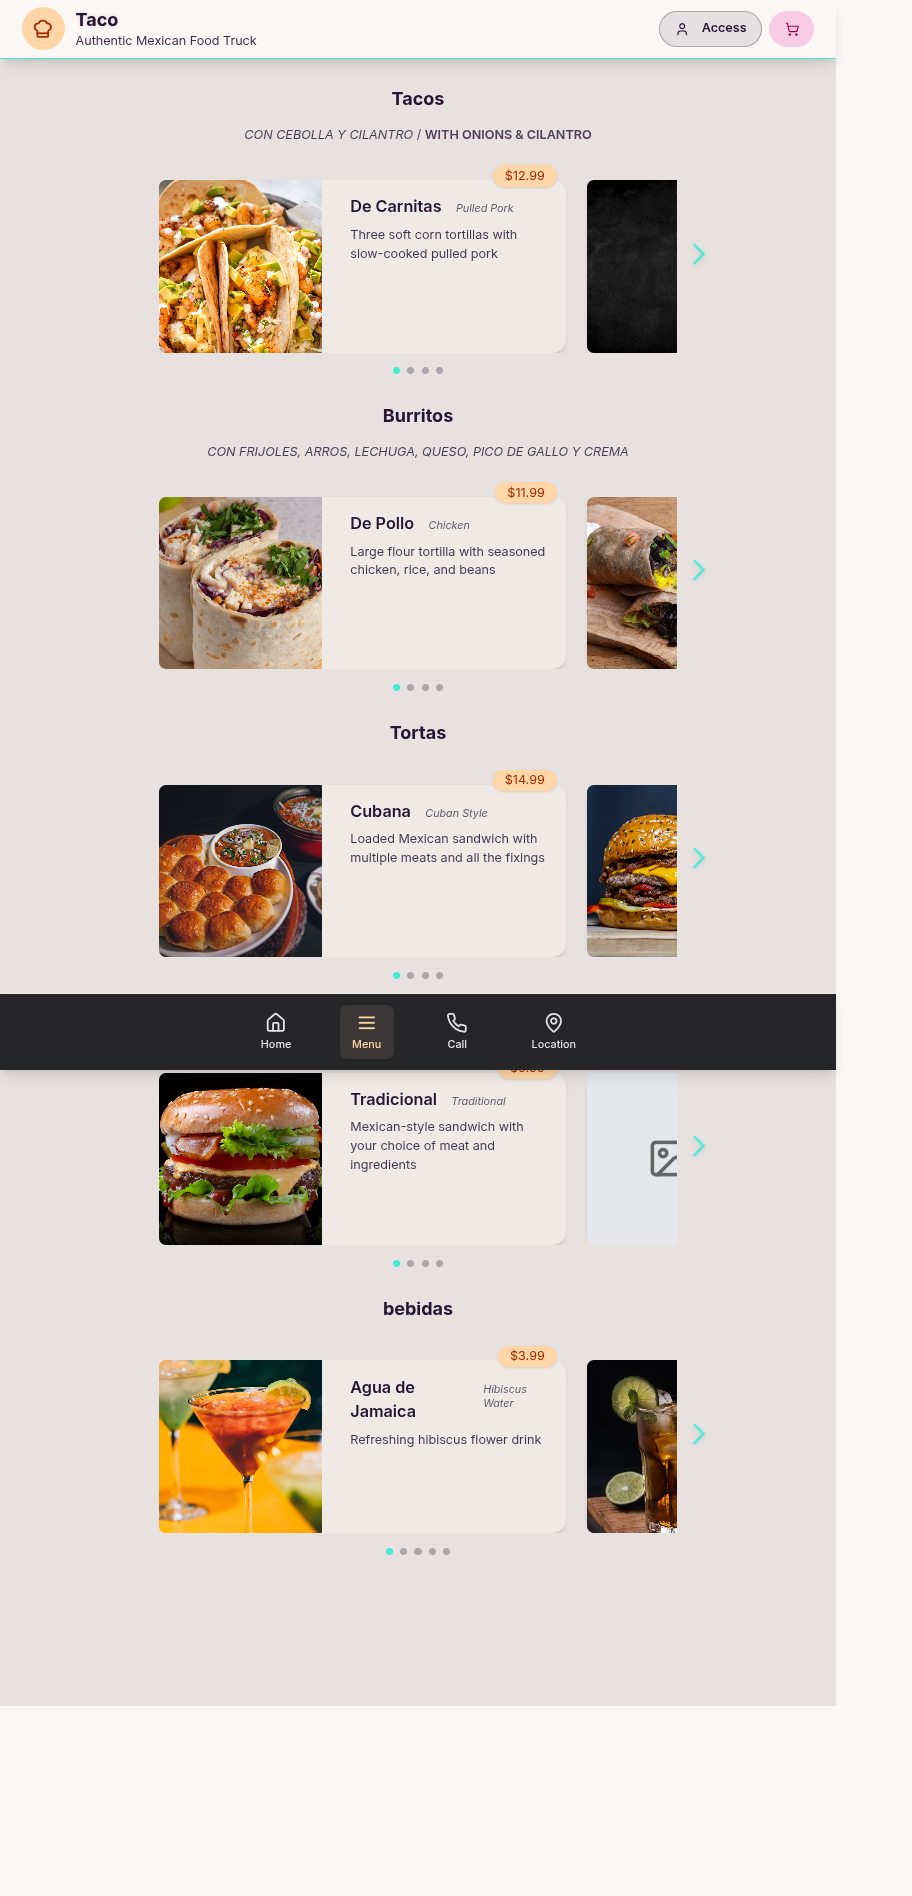 Taco
Authentic Mexican Food Truck
Access
Tacos
CON CEBOLLA Y CILANTRO / WITH ONIONS & CILANTRO
$12.99
De Carnitas Pulled Pork
Three soft corn tortillas with
slow-cooked pulled pork
Burritos
CON FRIJOLES, ARROS, LECHUGA, QUESO, PICO DE GALLO Y CREMA
$11.99
De Pollo Chicken
Large flour tortilla with seasoned
chicken, rice, and beans
Tortas
$14.99
Cubana Cuban Style
Loaded Mexican sandwich with
multiple meats and all the fixings
Home
Menu
Call
Location
Tradicional Traditional
Mexican-style sandwich with
your choice of meat and
ingredients
bebidas
$3.99
Agua de
Jamaica
Hibiscus
Water
Refreshing hibiscus flower drink